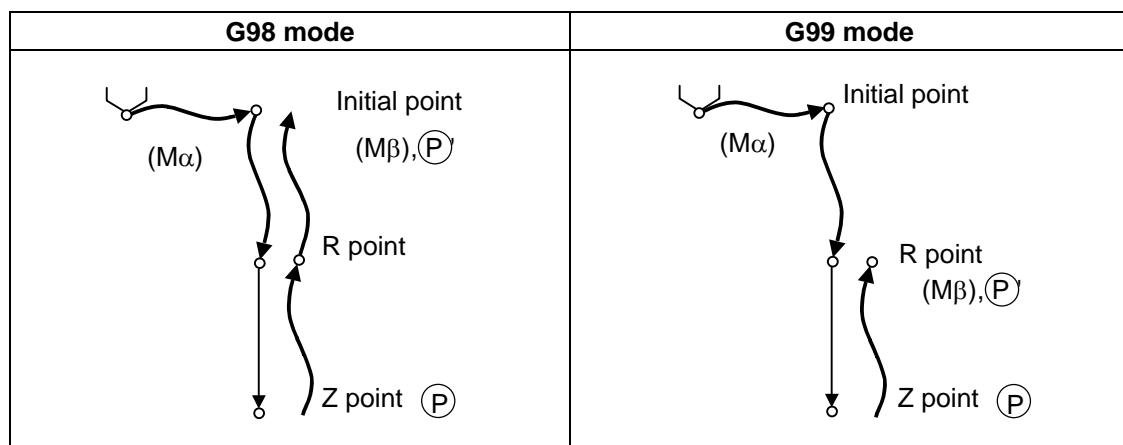 G98 mode
G99 mode
Initial point
(Mα)
(Mβ),Ⓟ'
R point
Z point Ⓟ
Initial point
(Mα)
R point
(Mβ),Ⓟ'
Z point Ⓟ